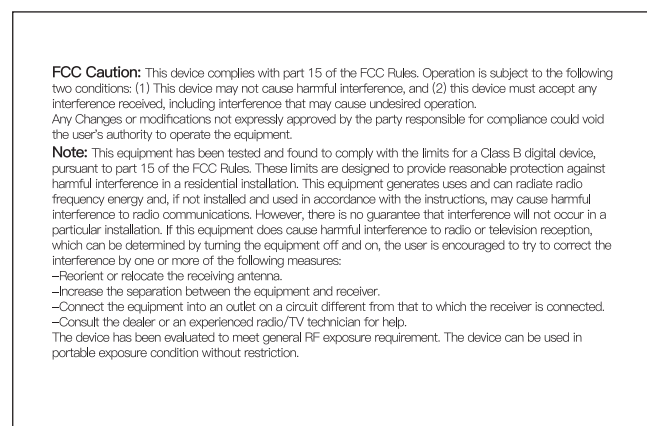 FCC Caution: This device complies with part 15 of the FCC Rules. Operation is subject to the following
two conditions: (1) This device may not cause harmful interference, and (2) this device must accept any
interference received, including interference that may cause undesired operation.
Any Changes or modifications not expressly approved by the party responsible for compliance could void
the user's authority to operate the equipment.
Note: This equipment has been tested and found to comply with the limits for a Class B digital device,
pursuant to part 15 of the FCC Rules. These limits are designed to provide reasonable protection against
harmful interference in a residential installation. This equipment generates uses and can radiate radio
frequency energy and, if not installed and used in accordance with the instructions, may cause harmful
interference to radio communications. However, there is no guarantee that interference will not occur in a
particular installation. If this equipment does cause harmful interference to radio or television reception,
which can be determined by turning the equipment off and on, the user is encouraged to try to correct the
interference by one or more of the following measures:
–Reorient or relocate the receiving antenna.
–Increase the separation between the equipment and receiver.
–Connect the equipment into an outlet on a circuit different from that to which the receiver is connected.
–Consult the dealer or an experienced radio/TV technician for help.
The device has been evaluated to meet general RF exposure requirement. The device can be used in
portable exposure condition without restriction.